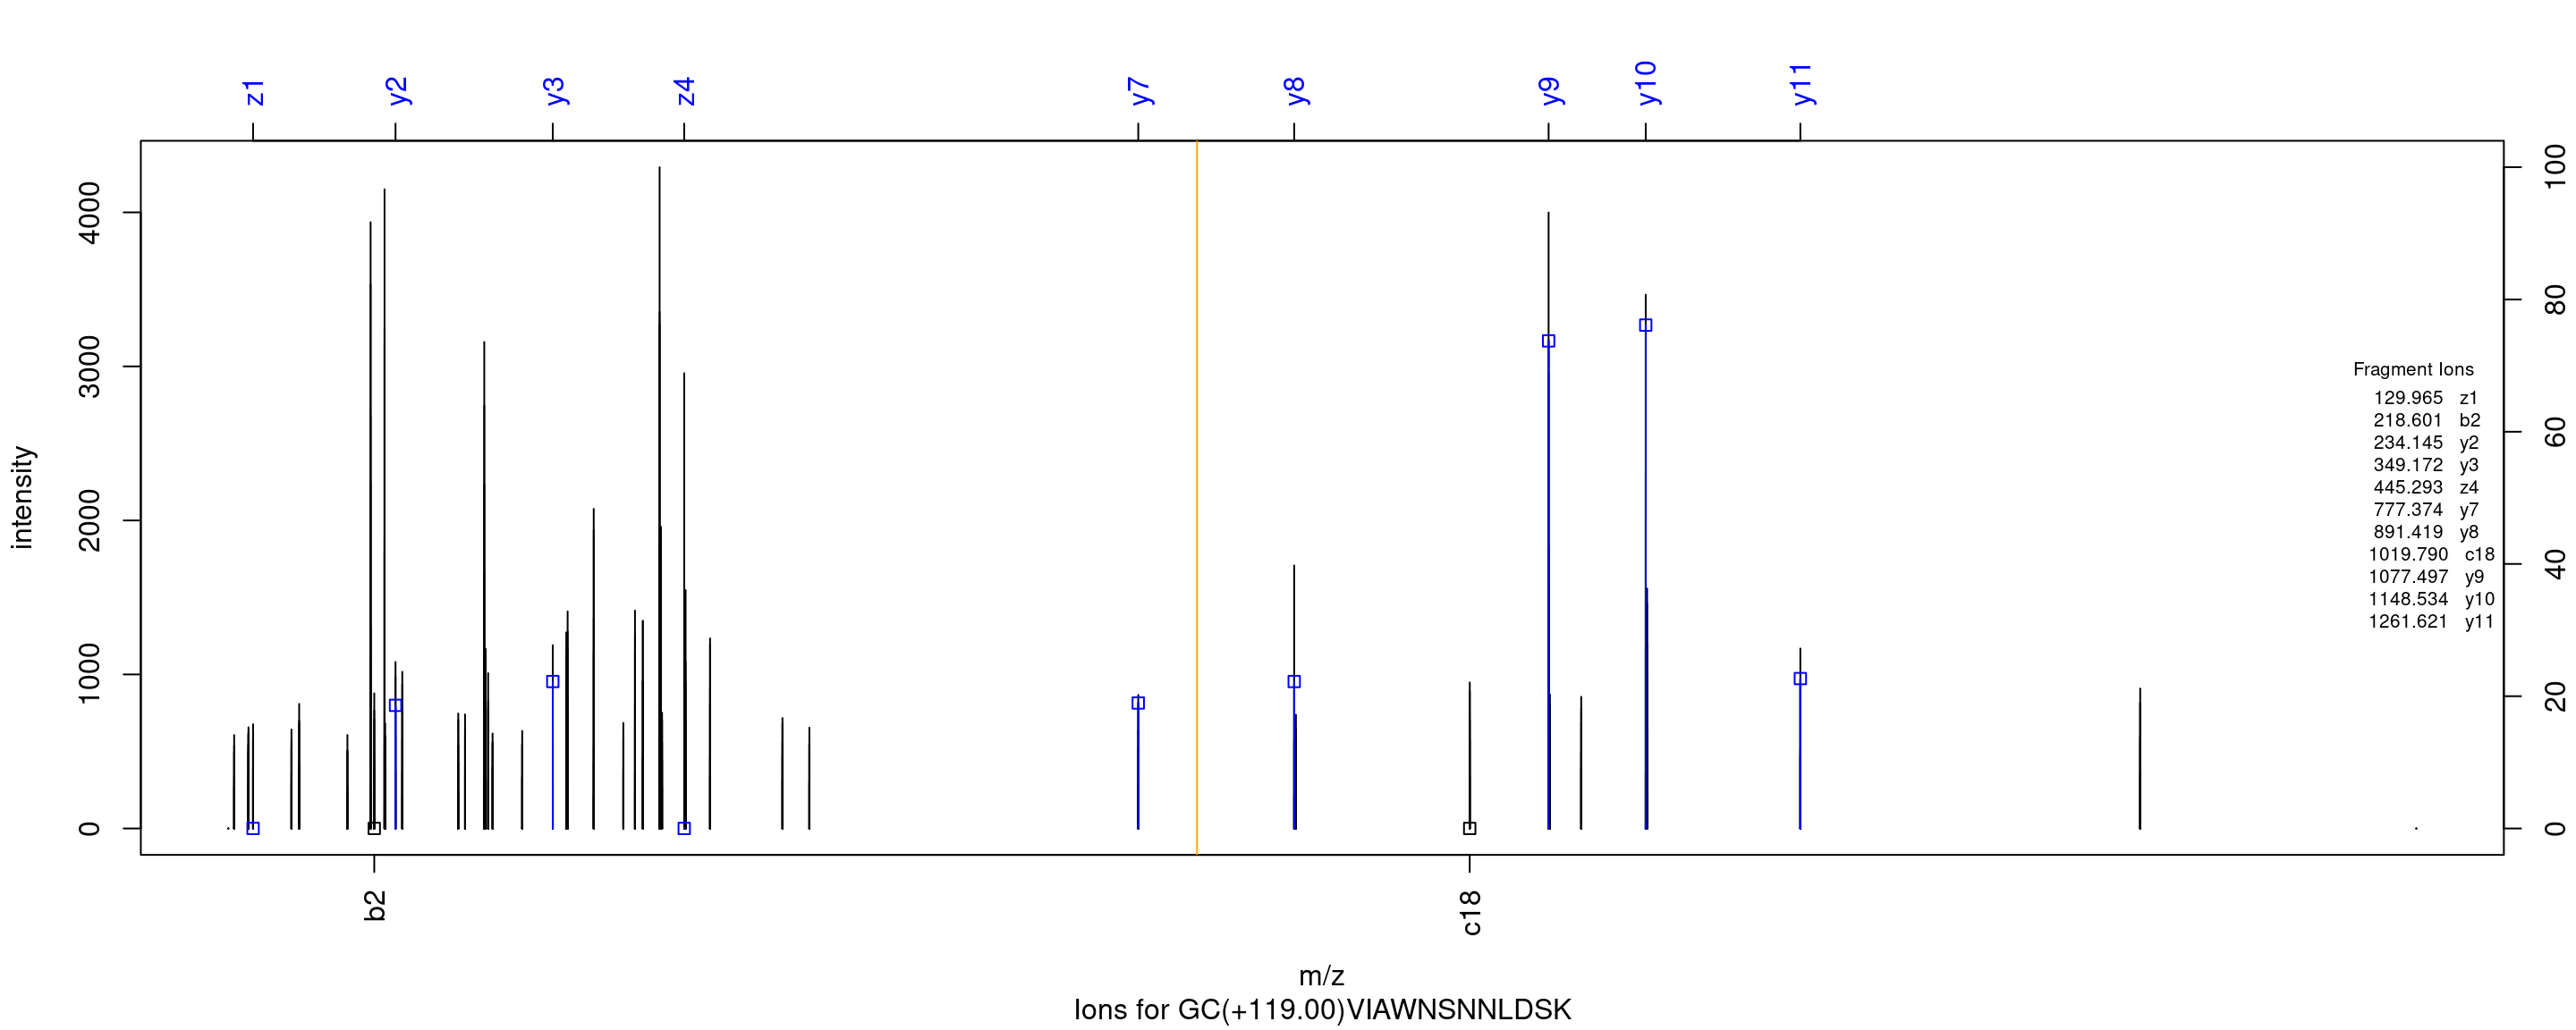 z1 y2 y3 z4 y7 y8 y9 y10 y11
intensity
0 1000 2000 3000 4000
0 20 40 60 80 100
Fragment Ions
129.965 z1
218.601 b2
234.145 y2
349.172 y3
445.293 z4
777.374 y7
891.419 y8
1019.790 c18
1077.497 y9
1148.534 y10
1261.621 y11
b2 c18
m/z
Ions for GC(+119.00)VIAWNSNNLDSK